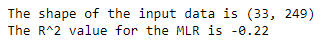 The shape of the input data is (33, 249)
The R^2 value for the MLR is -0.22